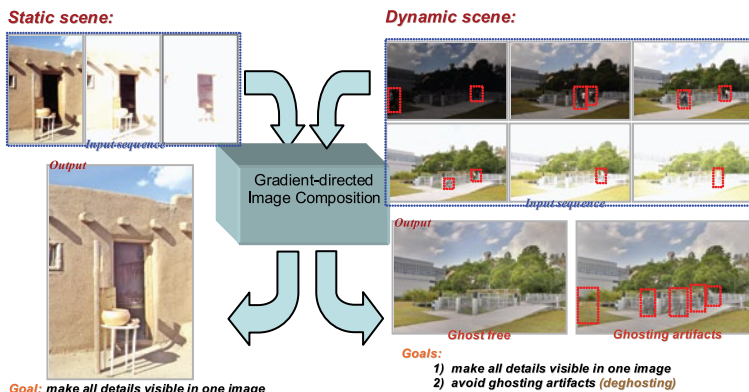 Static scene:
Dynamic scene:
Input sequence
Output
Gradient-directed
Image Composition
Input sequence
Output
Ghost free
Ghosting artifacts
Goal: make all details visible in one image
Goals:
1) make all details visible in one image
2) avoid ghosting artifacts (deghosting)